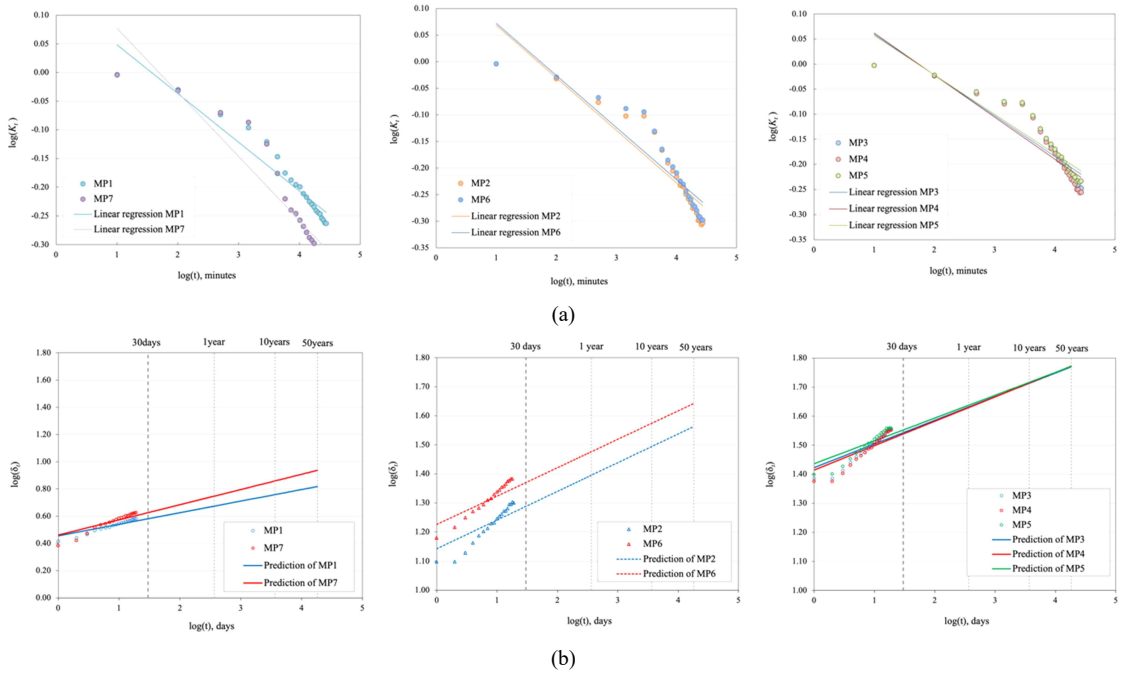 0.10
0.05
0.00
-0.05
-0.10
-0.15
-0.20
-0.25
-0.30
log(Kr )
MP1
MP7
Linear regression MP1
Linear regression MP7
0 1 2 3 4 5
log(t), minutes
0.10
0.05
0.00
-0.05
-0.10
-0.15
-0.20
-0.25
-0.30
-0.35
log(Kr )
MP2
MP6
Linear regression MP2
Linear regression MP6
0 1 2 3 4 5
log(t), minutes
0.10
0.05
0.00
-0.05
-0.10
-0.15
-0.20
-0.25
-0.30
-0.35
log(Kr )
MP3
MP4
MP5
Linear regression MP3
Linear regression MP4
Linear regression MP5
0 1 2 3 4 5
log(t), minutes
(a)
30days 1year 10years 50years
1.80
1.60
1.40
1.20
1.00
0.80
0.60
0.40
0.20
0.00
MP1
MP7
Prediction of MP1
Prediction of MP7
0 1 2 3 4 5
log(t), days
30 days 1 year 10 years 50 years
1.80
1.70
1.60
1.50
1.40
1.30
1.20
1.10
1.00
MP2
MP6
Prediction of MP2
Prediction of MP6
0 1 2 3 4 5
log(t), days
30 days 1 year 10 years 50 years
1.80
1.70
1.60
1.50
1.40
1.30
1.20
1.10
1.00
MP3
MP4
MP5
Prediction of MP3
Prediction of MP4
Prediction of MP5
0 1 2 3 4 5
log(t), days
(b)